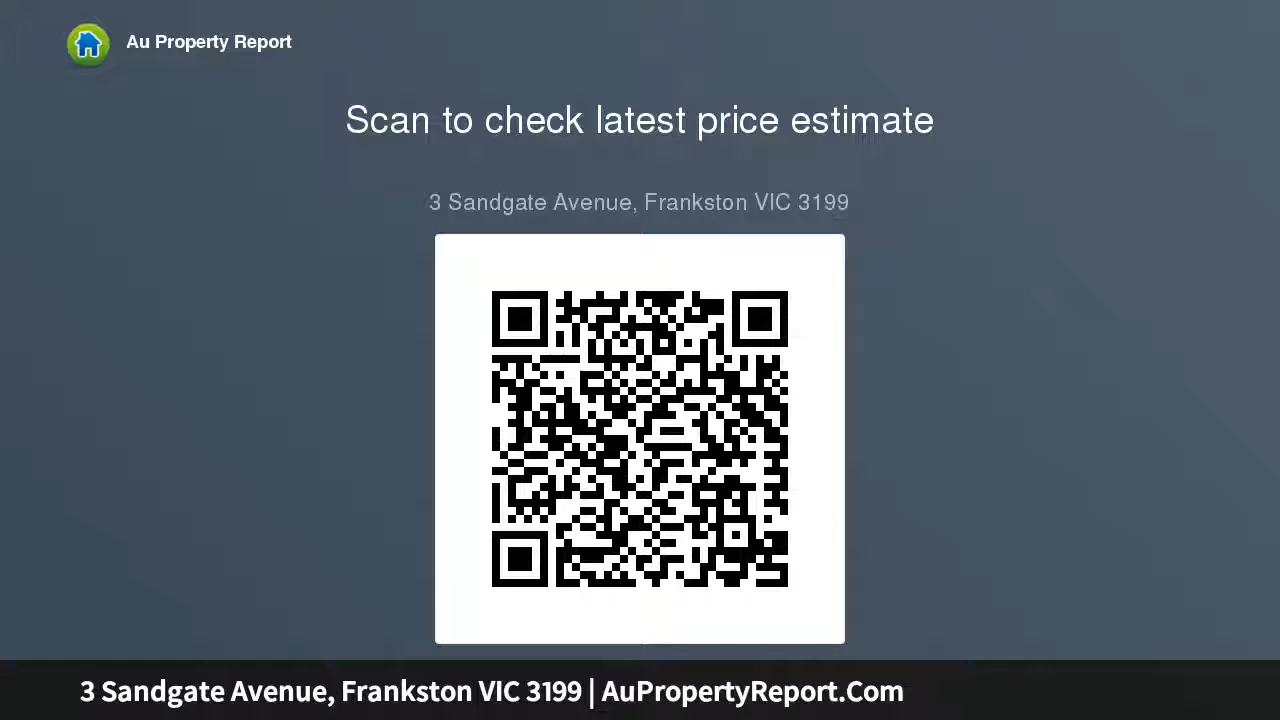 Au Property Report
Scan to check latest price estimate
3 Sandgate Avenue, Frankston VIC 3199
3 Sandgate Avenue, Frankston VIC 3199 | AuPropertyReport.Com